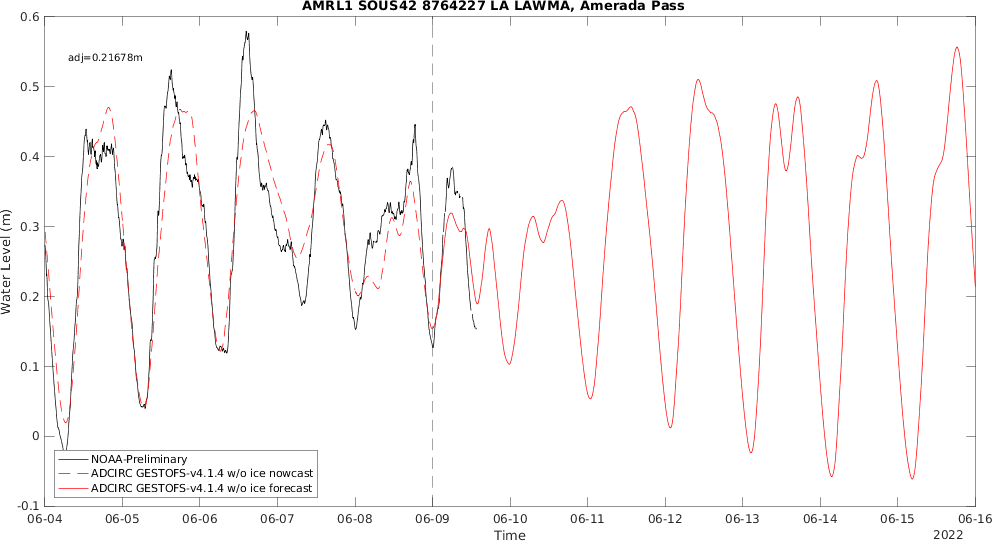 AMRL1 SOUS42 8764227 LA LAWMA, Amerada Pass
adj=0.21678m
Water Level (m)
0.6
0.5
0.4
0.3
0.2
0.1
0
-0.1
NOAA-Preliminary
ADCIRC GESTOFS-v4.1.4 w/o ice nowcast
ADCIRC GESTOFS-v4.1.4 w/o ice forecast
06-04 06-05 06-06 06-07 06-08 06-09 06-10 06-11 06-12 06-13 06-14 06-15 06-16
Time
2022